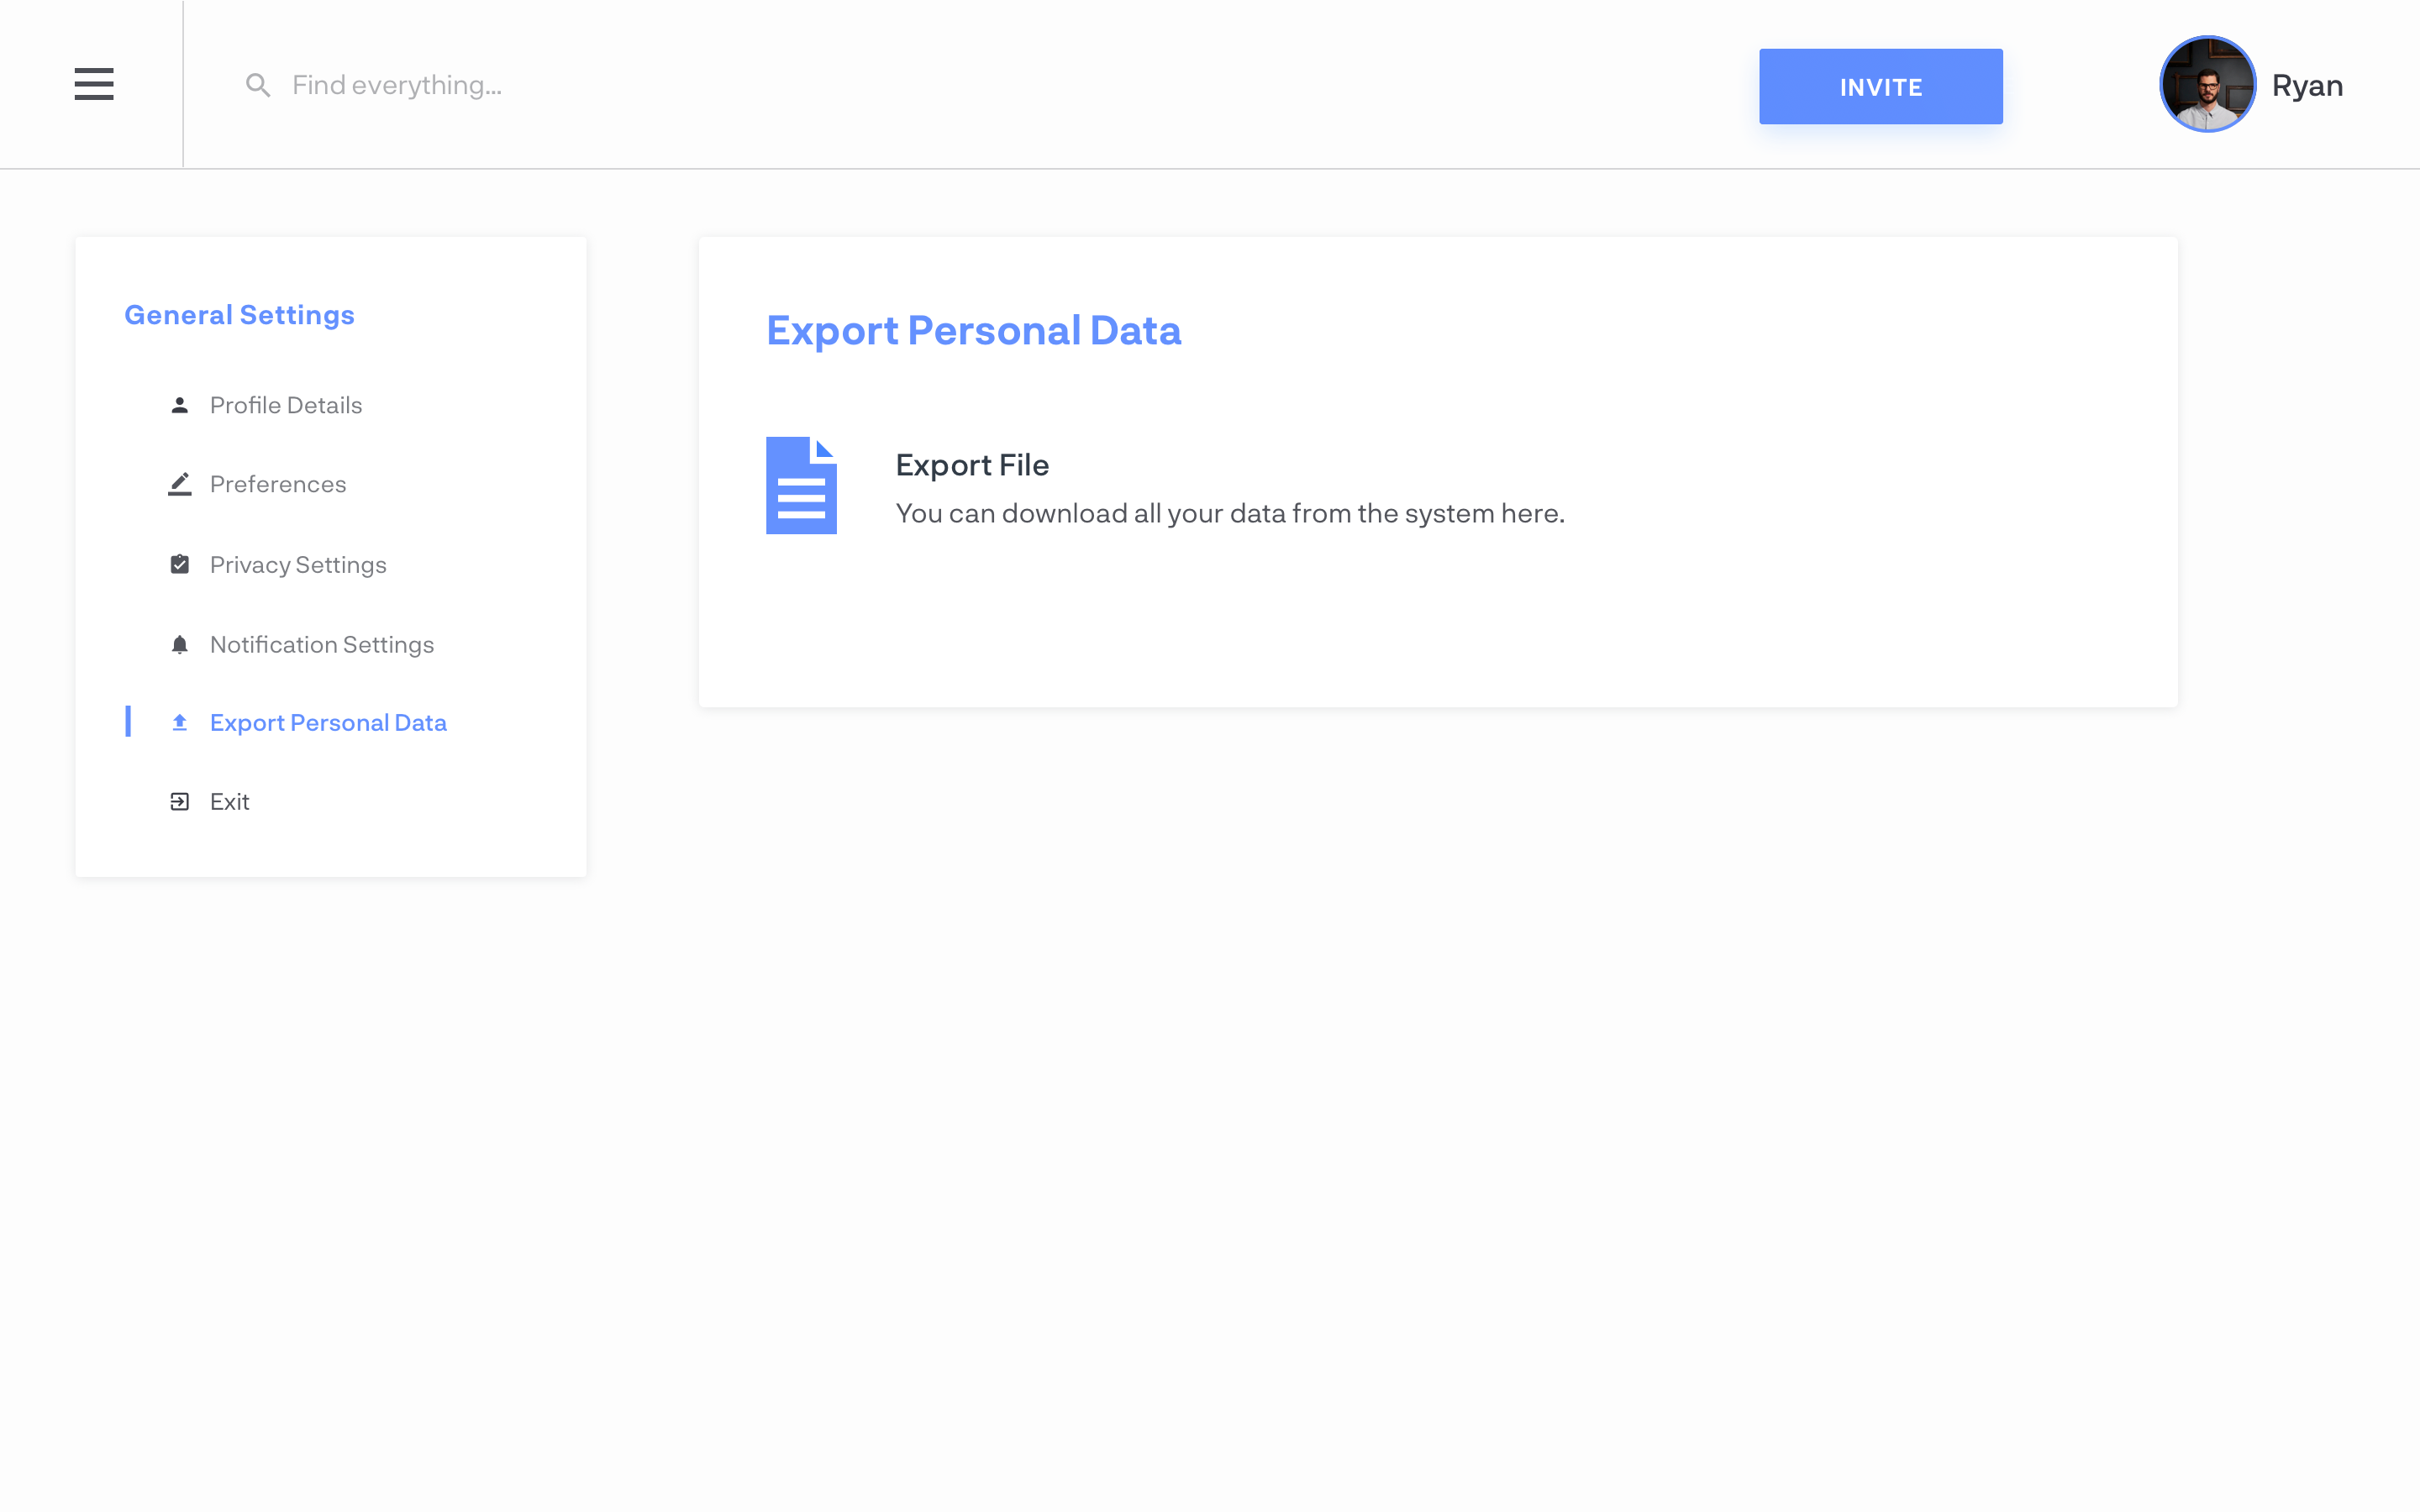 Find everything...
INVITE
Ryan
General Settings
Profile Details
Preferences
Privacy Settings
Notification Settings
Export Personal Data
Exit
Export Personal Data
Export File
You can download all your data from the system here.